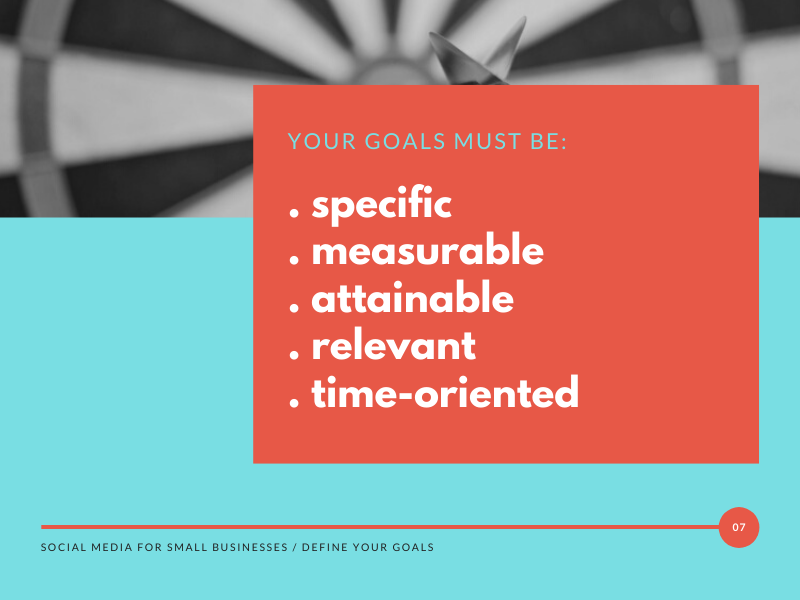 YOUR GOALS MUST BE:
. specific
. measurable
. attainable
. relevant
. time-oriented
07
SOCIAL MEDIA FOR SMALL BUSINESSES / DEFINE YOUR GOALS